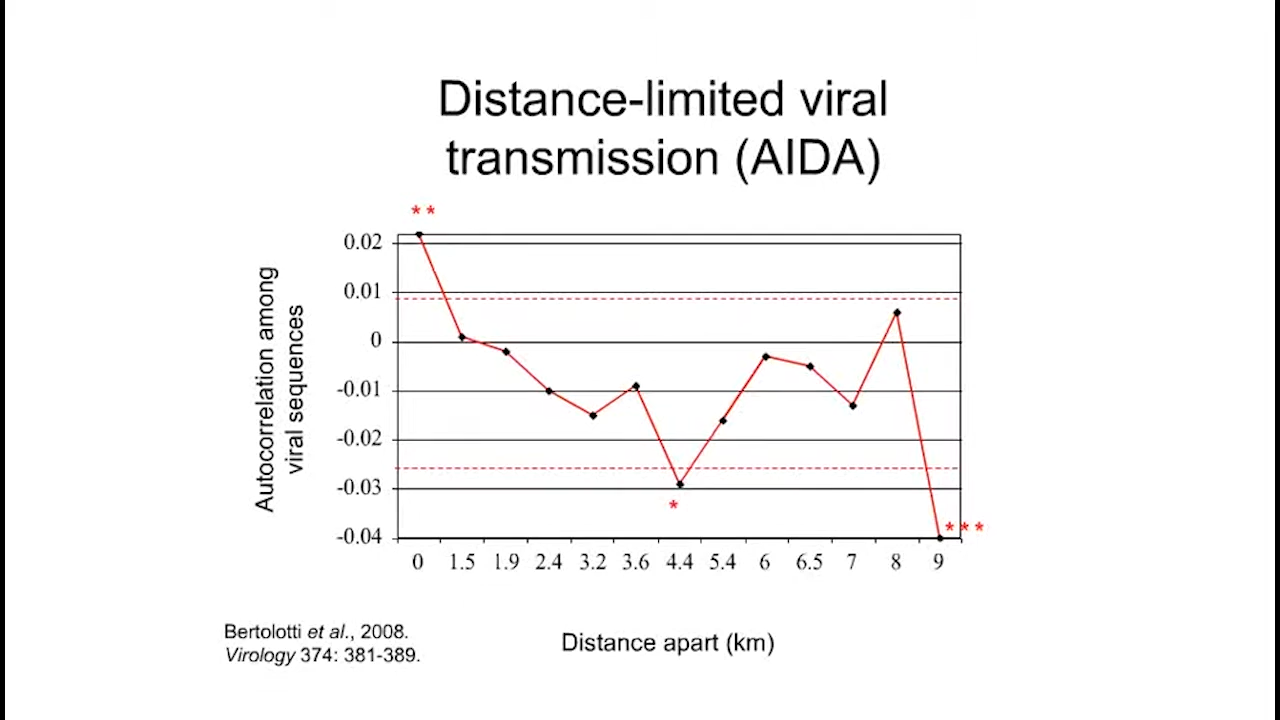 Distance-limited viral
transmission (AIDA)
* *
0.02
0.01
0
-0.01
-0.02
-0.03
-0.04
Autocorrelation among
viral sequences
*
* * *
0 1.5 1.9 2.4 3.2 3.6 4.4 5.4 6 6.5 7 8 9
Distance apart (km)
Bertolotti et al., 2008.
Virology 374: 381-389.